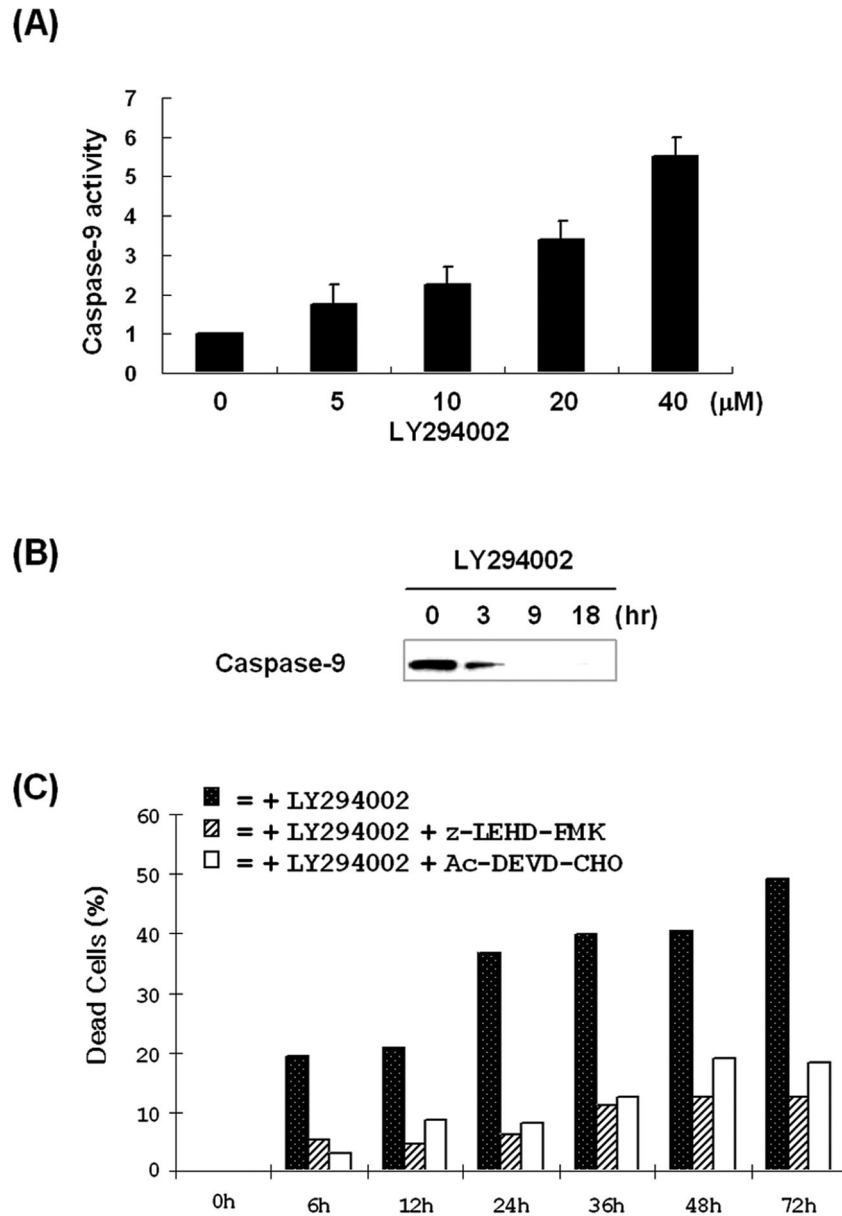 (A)
7
6
5
4
3
2
1
0
Caspase-9 activity
0 5 10 20 40 (μM)
LY294002
(B)
LY294002
0 3 9 18 (hr)
Caspase-9
(C)
= + LY294002
= + LY294002 + z-LEHD-FMK
= + LY294002 + Ac-DEVD-CHO
60
50
40
30
20
10
0
Dead Cells (%)
0h 6h 12h 24h 36h 48h 72h